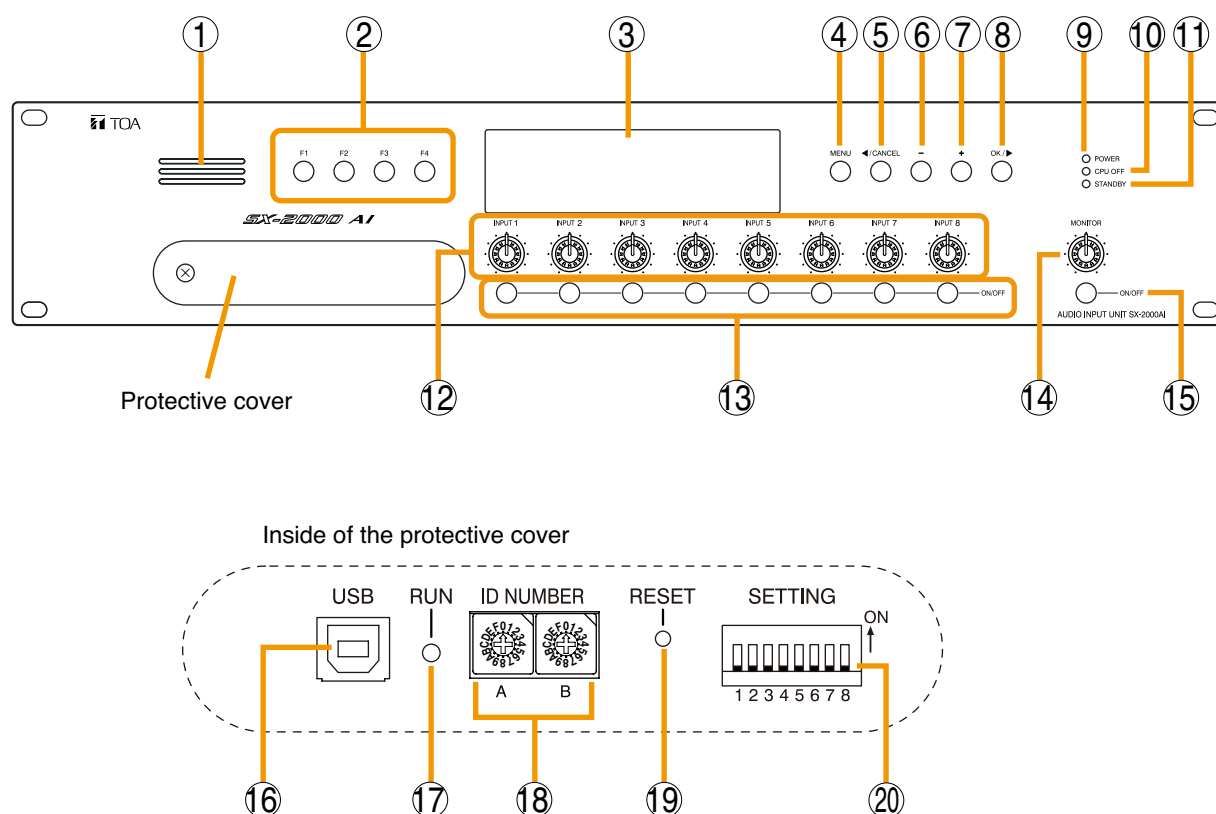 1 2 3 4 5 6 7 8 9 10 11
TOA
F1 F2 F3 F4
MENU ◀/CANCEL − + OK/▶
POWER
CPU OFF
STANDBY
SX-2000 AI
INPUT 1 INPUT 2 INPUT 3 INPUT 4 INPUT 5 INPUT 6 INPUT 7 INPUT 8
MONITOR
ON/OFF
ON/OFF
AUDIO INPUT UNIT SX-2000AI
Protective cover
12 13 14 15
Inside of the protective cover
USB RUN ID NUMBER RESET SETTING
ON
0123456789ABCDEF 0123456789ABCDEF
A B
1 2 3 4 5 6 7 8
16 17 18 19 20